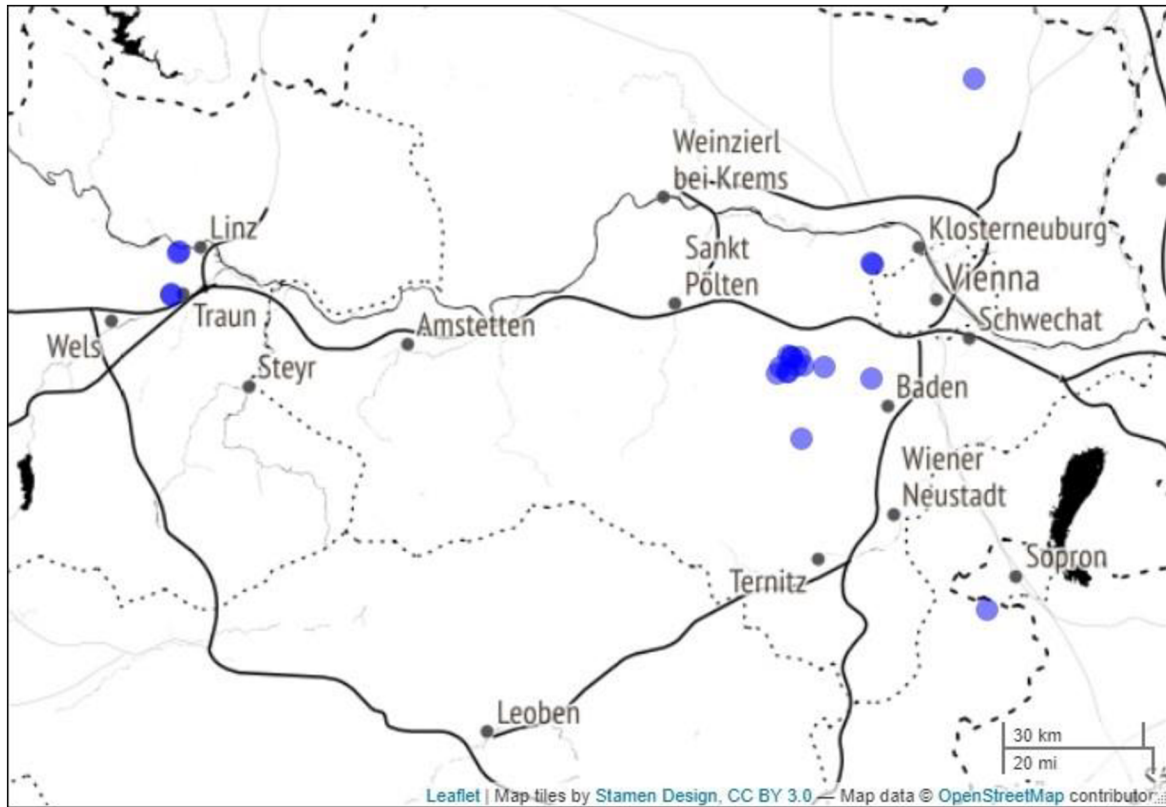 Weinzierl
bei Krems
Linz
Klosterneuburg
Sankt
Pölten
Vienna
Traun
Amstetten
Schwechat
Wels
Steyr
Baden
Wiener
Neustadt
Sopron
Ternitz
Leoben
30 km
20 mi
Leaflet | Map tiles by Stamen Design, CC BY 3.0 — Map data © OpenStreetMap contributor